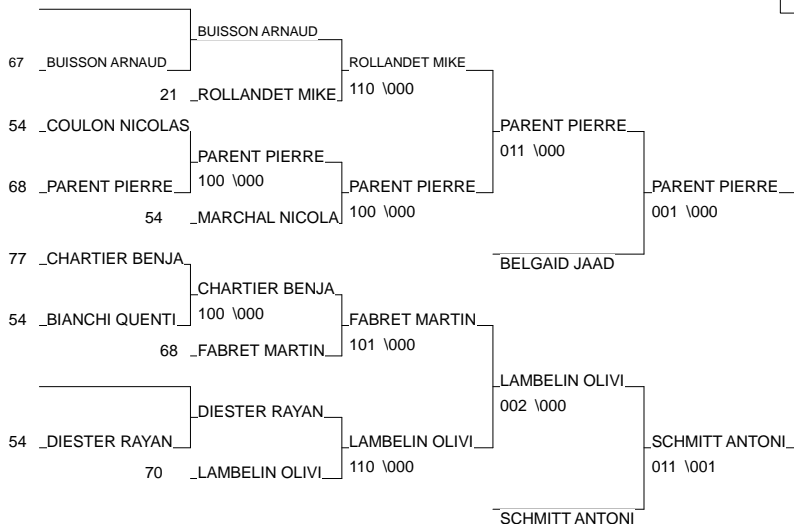 BUISSON ARNAUD
67 BUISSON ARNAUD ROLLANDET MIKE
21 ROLLANDET MIKE 110 \000
54 COULON NICOLAS PARENT PIERRE
011 \000
PARENT PIERRE
100 \000
68 PARENT PIERRE PARENT PIERRE PARENT PIERRE
54 MARCHAL NICOLA 100 \000 001 \000
77 CHARTIER BENJA BELGAID JAAD
CHARTIER BENJA
54 BIANCHI QUENTI 100 \000 FABRET MARTIN
68 FABRET MARTIN 101 \000
LAMBELIN OLIVI
002 \000
DIESTER RAYAN
54 DIESTER RAYAN LAMBELIN OLIVI SCHMITT ANTONI
70 LAMBELIN OLIVI 110 \000 011 \001
SCHMITT ANTONI